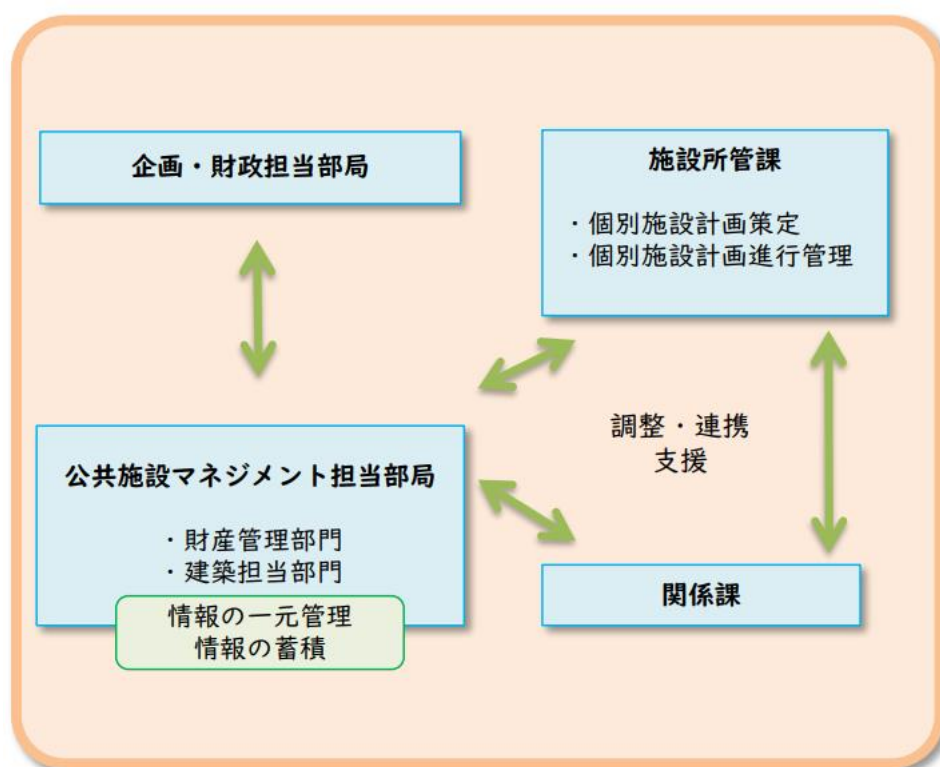 企画・財政担当部局
施設所管課
・個別施設計画策定
・個別施設計画進行管理
調整・連携
支援
公共施設マネジメント担当部局
・財産管理部門
・建築担当部門
情報の一元管理
情報の蓄積
関係課